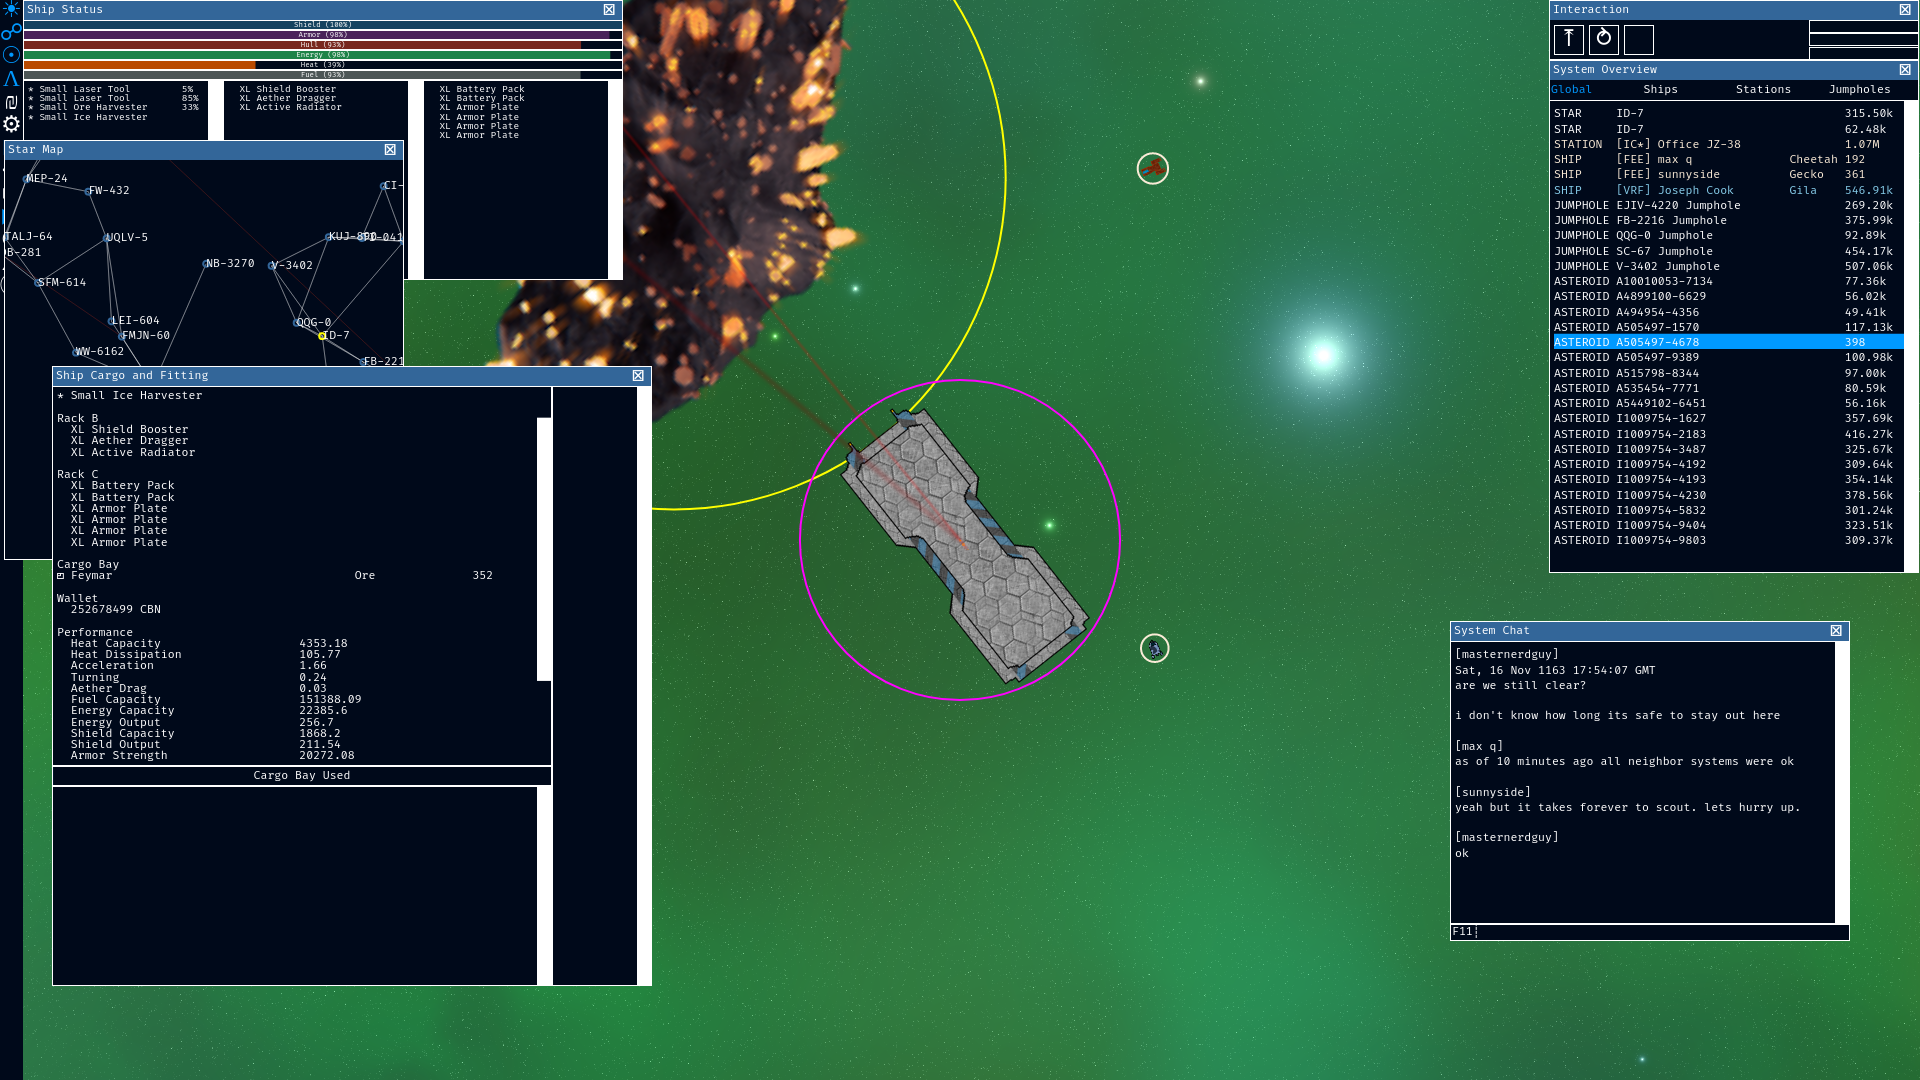 Ship Status
Shield (100%)
Armor (98%)
Hull (93%)
Energy (98%)
Heat (39%)
Fuel (93%)
* Small Laser Tool 5%
* Small Laser Tool 85%
* Small Ore Harvester 33%
* Small Ice Harvester
XL Shield Booster
XL Aether Dragger
XL Active Radiator
XL Battery Pack
XL Battery Pack
XL Armor Plate
XL Armor Plate
XL Armor Plate
XL Armor Plate
Star Map
MEP-24
FW-432
CI-
TALJ-64
UQLV-5
B-281
NB-3270
V-3402
SFM-614
LEI-604
QQG-0
FMJN-60
ID-7
WW-6162
FB-221
Ship Cargo and Fitting
* Small Ice Harvester
Rack B
XL Shield Booster
XL Aether Dragger
XL Active Radiator
Rack C
XL Battery Pack
XL Battery Pack
XL Armor Plate
XL Armor Plate
XL Armor Plate
XL Armor Plate
Cargo Bay
Feymar Ore 352
Wallet
252678499 CBN
Performance
Heat Capacity 4353.18
Heat Dissipation 105.77
Acceleration 1.66
Turning 0.24
Aether Drag 0.03
Fuel Capacity 151388.09
Energy Capacity 22385.6
Energy Output 256.7
Shield Capacity 1868.2
Shield Output 211.54
Armor Strength 20272.08
Cargo Bay Used
Interaction
System Overview
Global Ships Stations Jumpholes
STAR ID-7 315.50k
STAR ID-7 62.48k
STATION [IC★] Office JZ-38 1.07M
SHIP [FEE] max q Cheetah 192
SHIP [FEE] sunnyside Gecko 361
SHIP [VRF] Joseph Cook Gila 546.91k
JUMPHOLE EJIV-4220 Jumphole 269.20k
JUMPHOLE FB-2216 Jumphole 375.99k
JUMPHOLE QQG-0 Jumphole 92.89k
JUMPHOLE SC-67 Jumphole 454.17k
JUMPHOLE V-3402 Jumphole 507.06k
ASTEROID A10010053-7134 77.36k
ASTEROID A4899100-6629 56.02k
ASTEROID A494954-4356 49.41k
ASTEROID A505497-1570 117.13k
ASTEROID A505497-4678 398
ASTEROID A505497-9389 100.98k
ASTEROID A515798-8344 97.00k
ASTEROID A535454-7771 80.59k
ASTEROID A5449102-6451 56.16k
ASTEROID I1009754-1627 357.69k
ASTEROID I1009754-2183 416.27k
ASTEROID I1009754-3487 325.67k
ASTEROID I1009754-4192 309.64k
ASTEROID I1009754-4193 354.14k
ASTEROID I1009754-4230 378.56k
ASTEROID I1009754-5832 301.24k
ASTEROID I1009754-9404 323.51k
ASTEROID I1009754-9803 309.37k
System Chat
[masternerdguy]
Sat, 16 Nov 1163 17:54:07 GMT
are we still clear?
i don't know how long its safe to stay out here
[max q]
as of 10 minutes ago all neighbor systems were ok
[sunnyside]
yeah but it takes forever to scout. lets hurry up.
[masternerdguy]
ok
F11